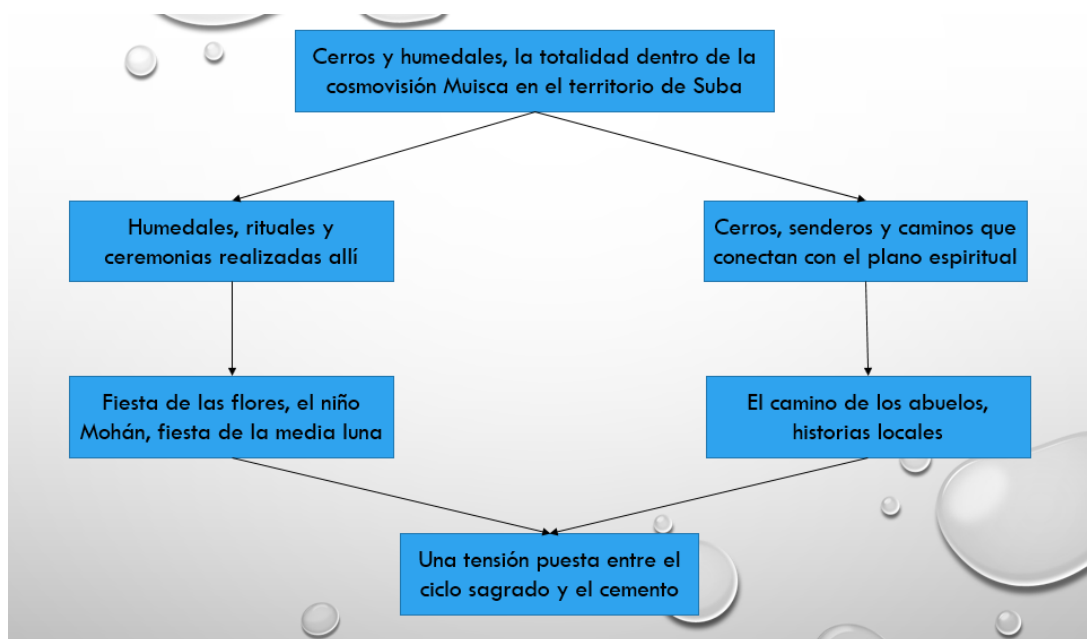 Cerros y humedales, la totalidad dentro de la
cosmovisión Muisca en el territorio de Suba
Humedales, rituales y
ceremonias realizadas allí
Cerros, senderos y caminos que
conectan con el plano espiritual
Fiesta de las flores, el niño
Mohán, fiesta de la media luna
El camino de los abuelos,
historias locales
Una tensión puesta entre el
ciclo sagrado y el cemento